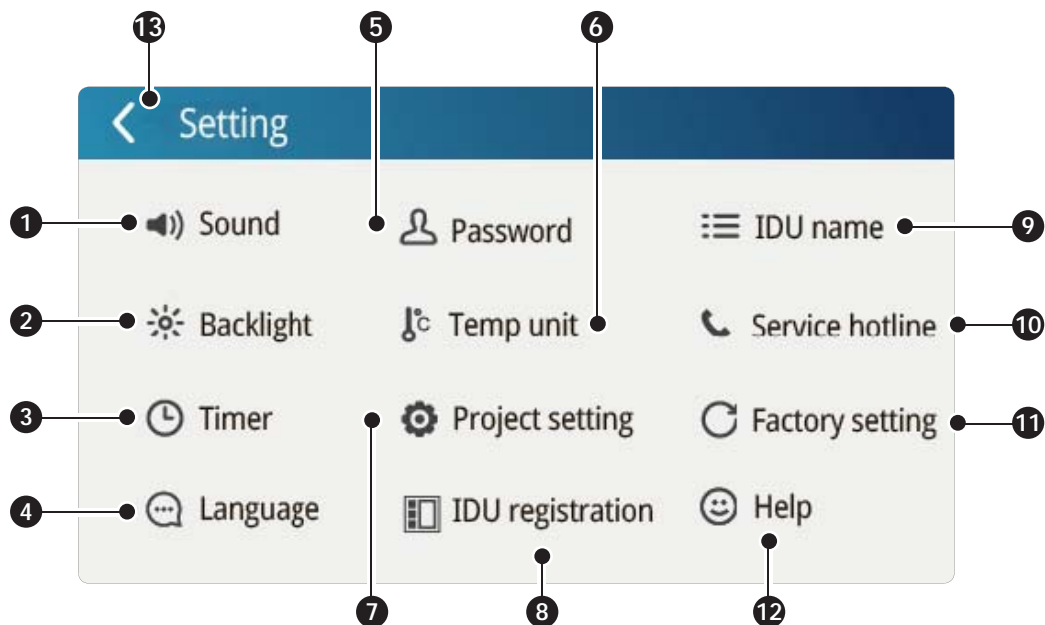 13 5 6
Setting
1 Sound Password IDU name 9
2 Backlight °C Temp unit Service hotline 10
3 Timer Project setting Factory setting 11
4 Language IDU registration Help
7 8 12